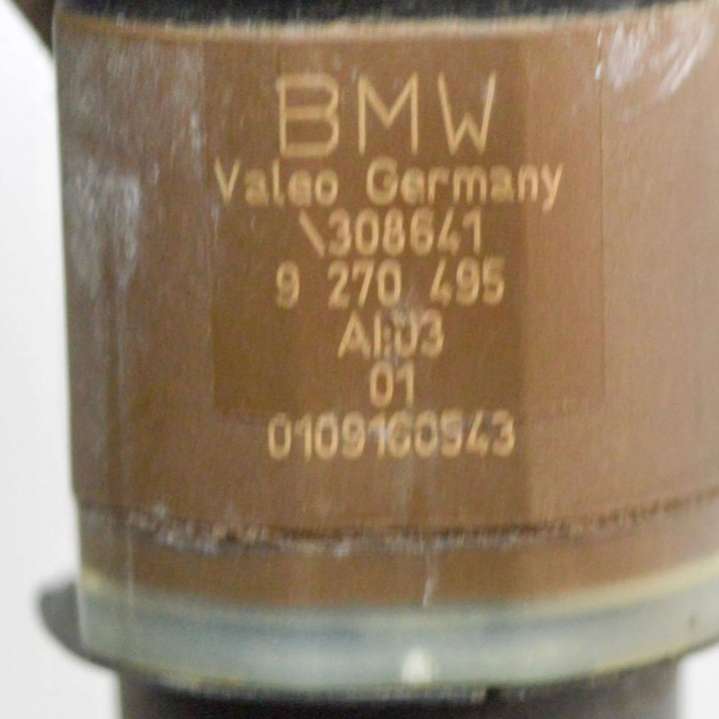 BMW
Valeo Germany
\308641
9 270 495
AI:03
01
0109160543